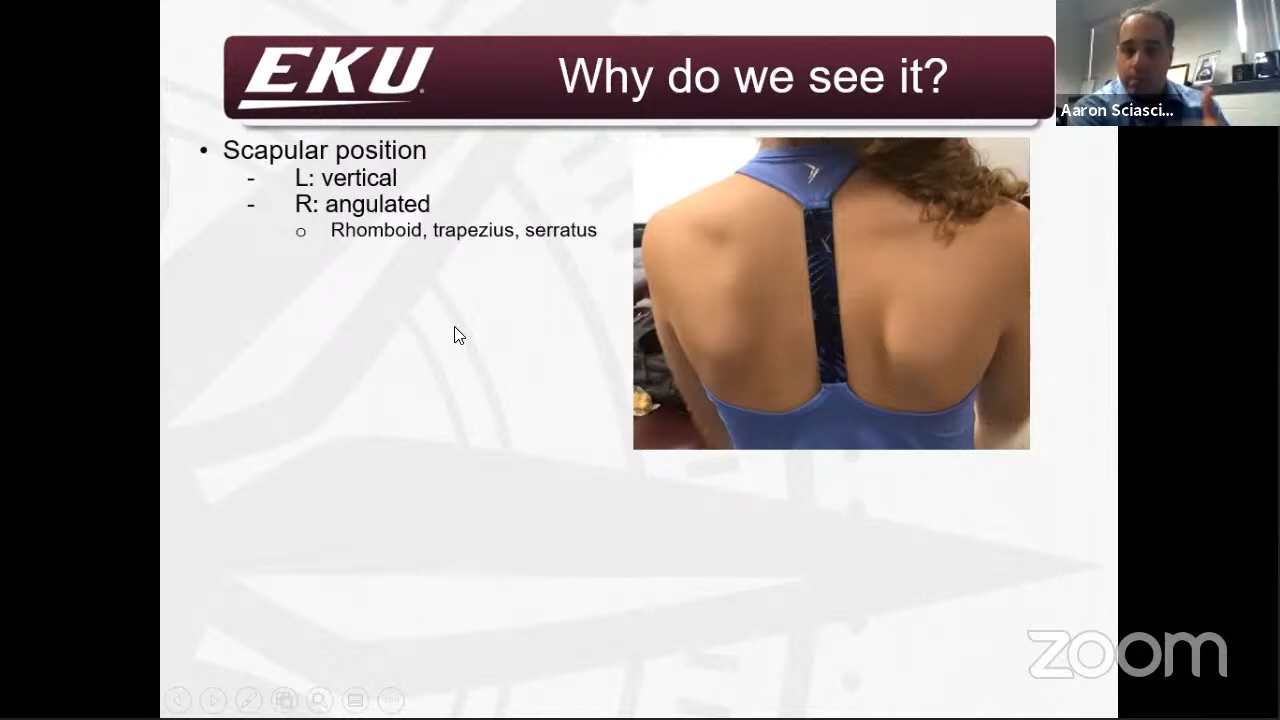 EKU
Why do we see it?
Aaron Sciasci...
• Scapular position
- L: vertical
- R: angulated
o Rhomboid, trapezius, serratus
zoom